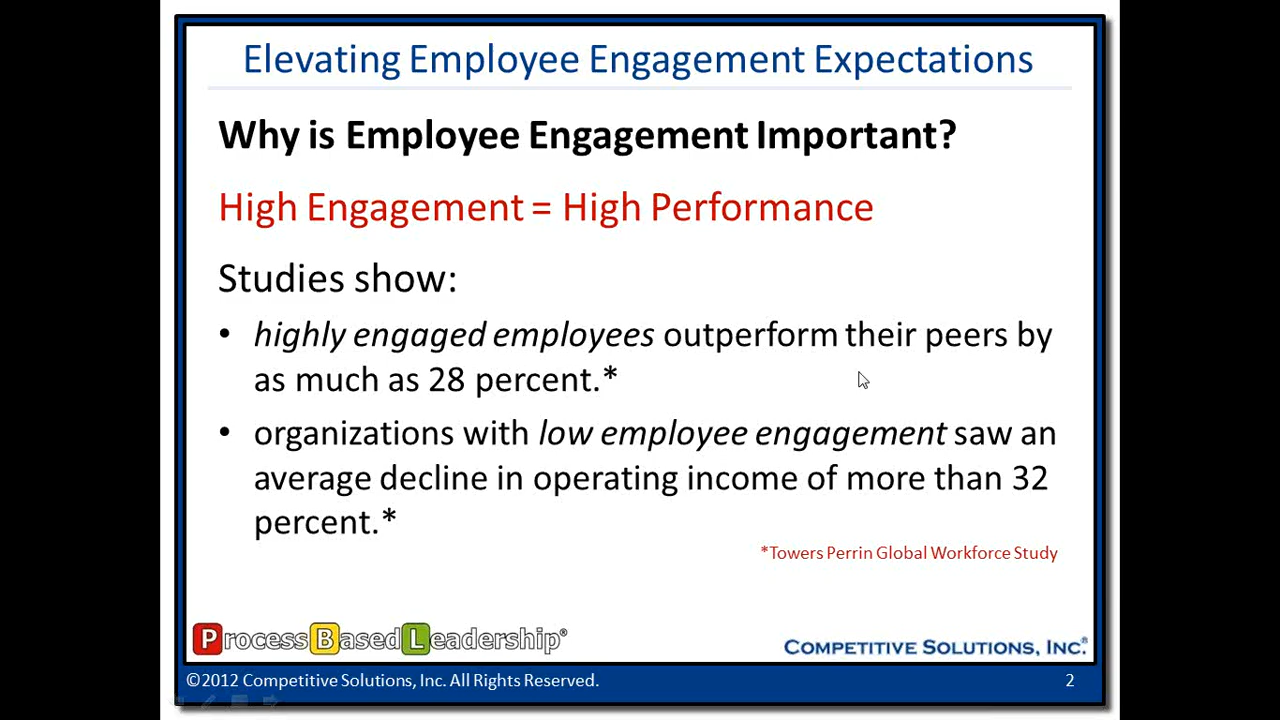 Elevating Employee Engagement Expectations
Why is Employee Engagement Important?
High Engagement = High Performance
Studies show:
• highly engaged employees outperform their peers by
as much as 28 percent.*
• organizations with low employee engagement saw an
average decline in operating income of more than 32
percent.*
*Towers Perrin Global Workforce Study
Process Based Leadership®
COMPETITIVE SOLUTIONS, INC.®
©2012 Competitive Solutions, Inc. All Rights Reserved.
2